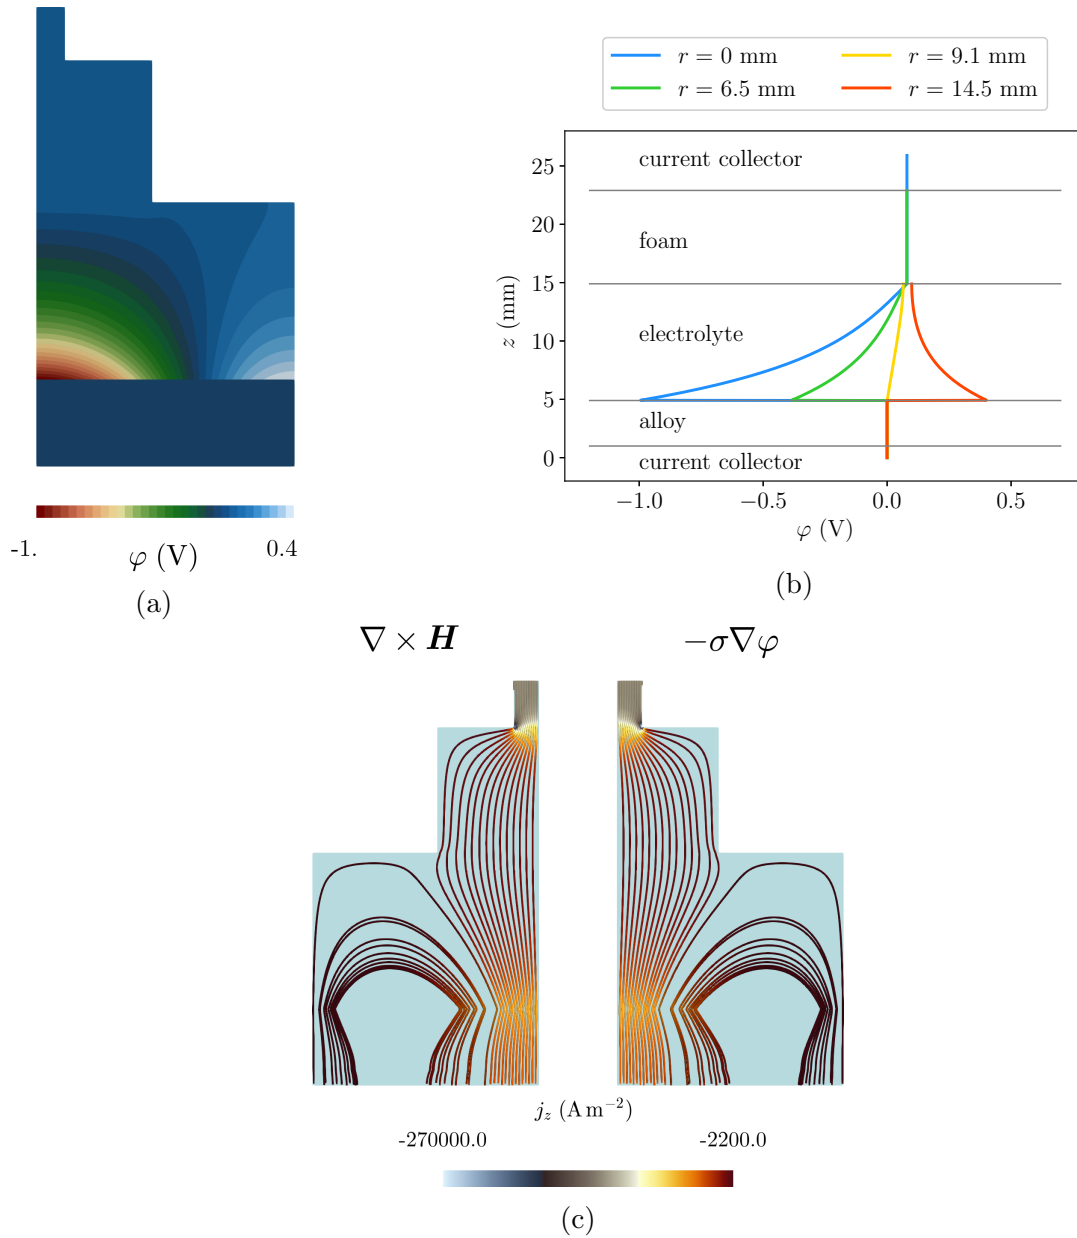 -1.
0.4
φ (V)
(a)
r = 0 mm
r = 9.1 mm
r = 6.5 mm
r = 14.5 mm
z (mm)
25
20
15
10
5
0
current collector
foam
electrolyte
alloy
current collector
−1.0
−0.5
0.0
0.5
φ (V)
(b)
∇ × H
−σ∇φ
j_z (A m⁻²)
-270000.0
-2200.0
(c)